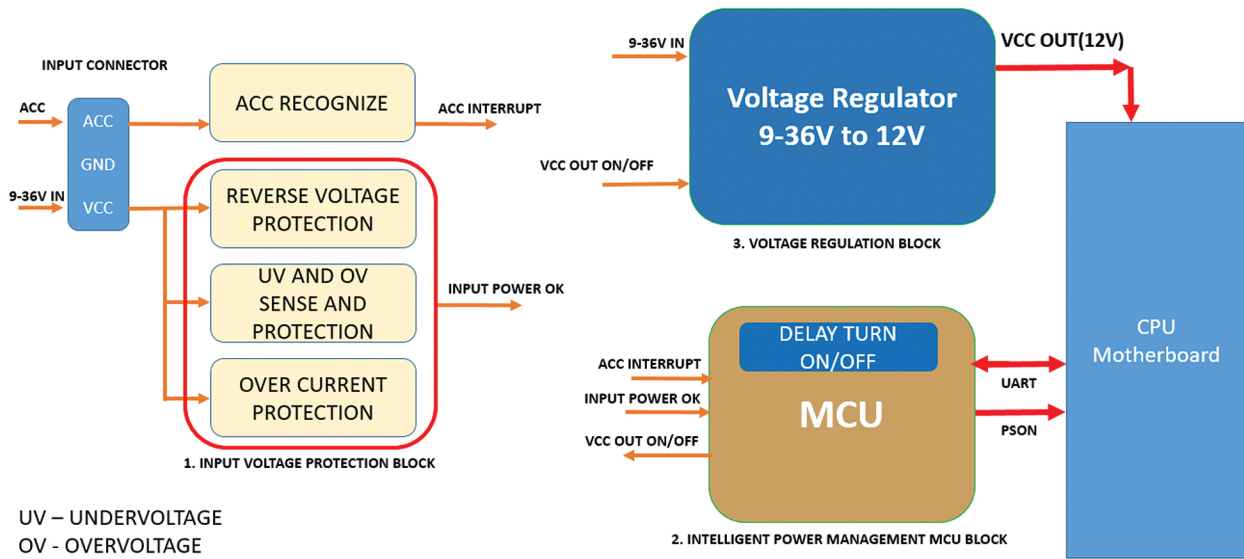 INPUT CONNECTOR
ACC
ACC
GND
9-36V IN
VCC
ACC RECOGNIZE
ACC INTERRUPT
REVERSE VOLTAGE
PROTECTION
UV AND OV
SENSE AND
PROTECTION
INPUT POWER OK
OVER CURRENT
PROTECTION
1. INPUT VOLTAGE PROTECTION BLOCK
UV – UNDERVOLTAGE
OV - OVERVOLTAGE
9-36V IN
VCC OUT ON/OFF
Voltage Regulator
9-36V to 12V
VCC OUT(12V)
3. VOLTAGE REGULATION BLOCK
DELAY TURN
ON/OFF
MCU
ACC INTERRUPT
INPUT POWER OK
VCC OUT ON/OFF
UART
PSON
2. INTELLIGENT POWER MANAGEMENT MCU BLOCK
CPU
Motherboard